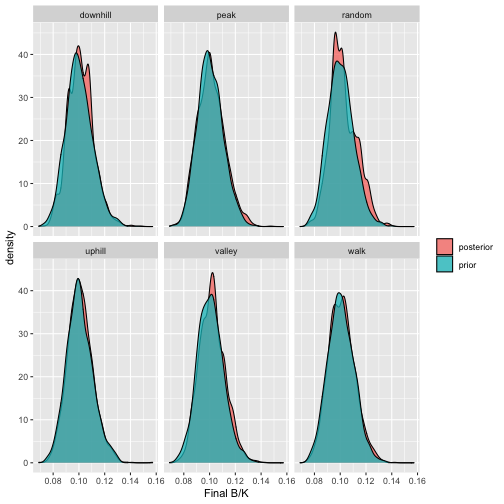 downhill peak random
40
30
20
10
0
density
posterior
prior
uphill valley walk
40
30
20
10
0
0.08 0.10 0.12 0.14 0.16 0.08 0.10 0.12 0.14 0.16 0.08 0.10 0.12 0.14 0.16
Final B/K